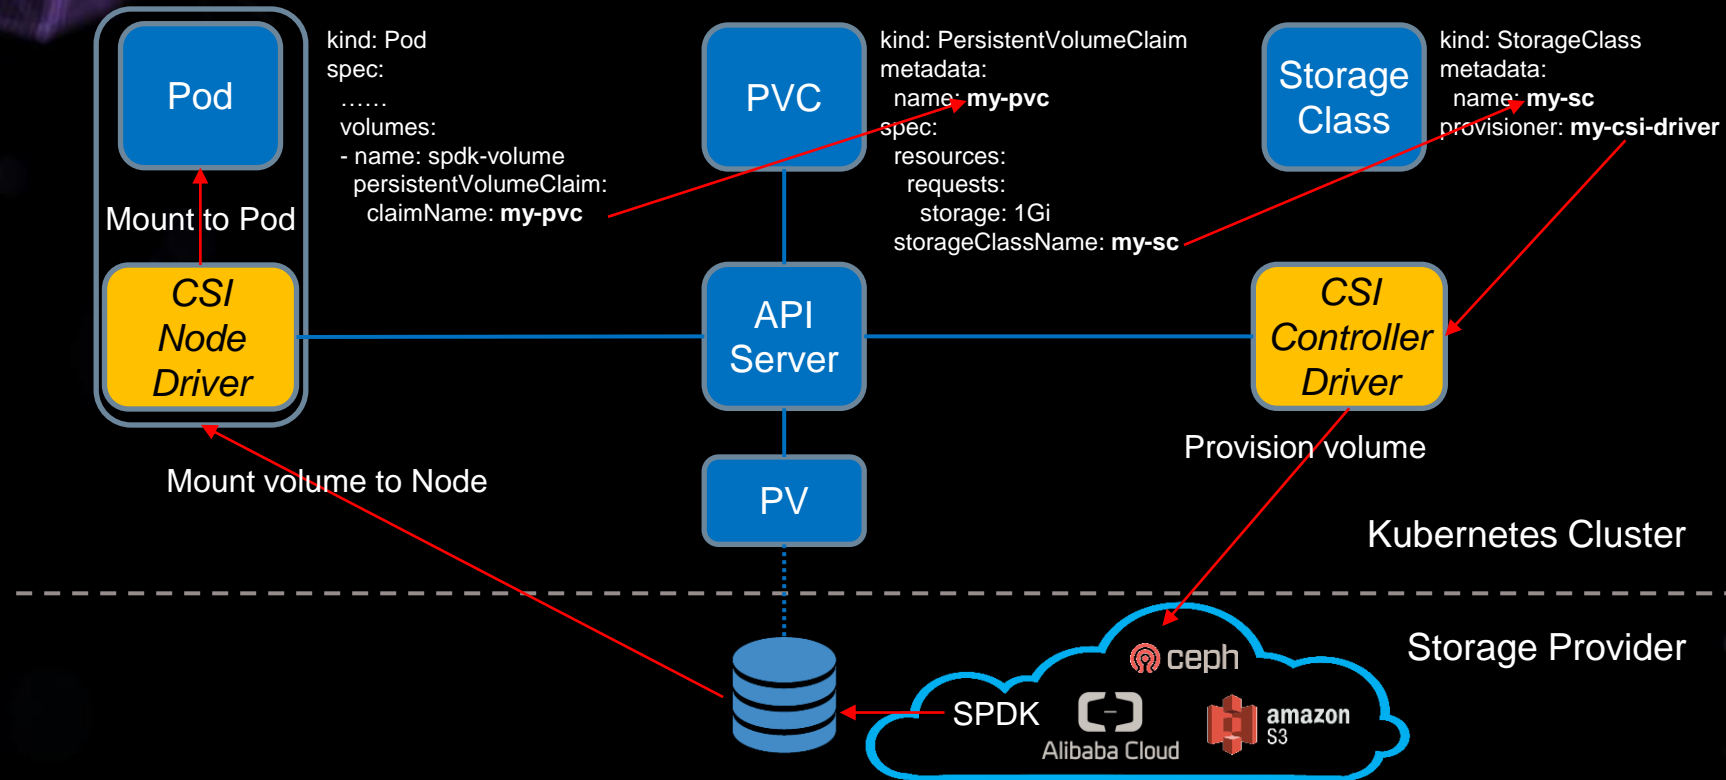 Pod
kind: Pod
spec:
……
volumes:
- name: spdk-volume
persistentVolumeClaim:
claimName: my-pvc
PVC
kind: PersistentVolumeClaim
metadata:
name: my-pvc
spec:
resources:
requests:
storage: 1Gi
storageClassName: my-sc
Storage
Class
kind: StorageClass
metadata:
name: my-sc
provisioner: my-csi-driver
Mount to Pod
CSI
Node
Driver
API
Server
CSI
Controller
Driver
Mount volume to Node
PV
Provision volume
Kubernetes Cluster
Storage Provider
ceph
SPDK
Alibaba Cloud
amazon
S3